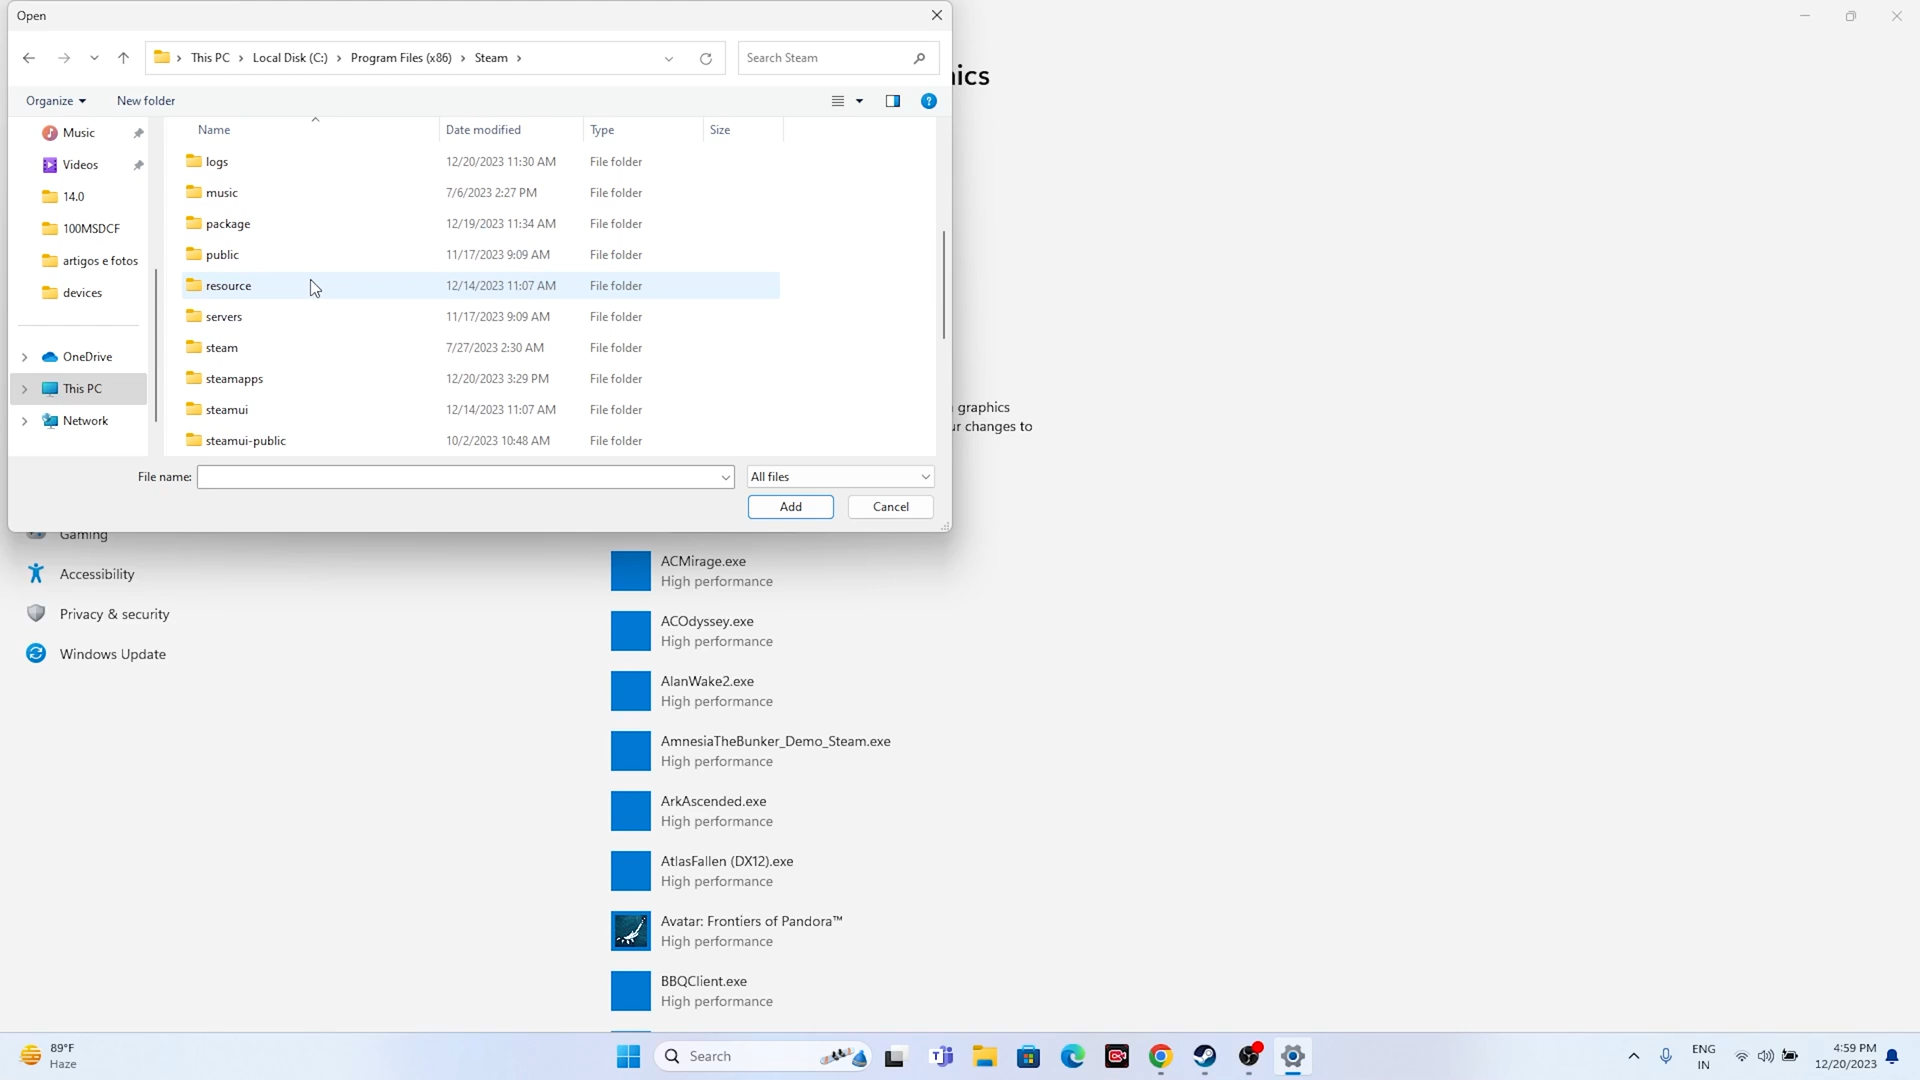 Open
This PC > Local Disk (C:) > Program Files (x86) > Steam >
Search Steam
ics
Organize
New folder
Name
Date modified
Type
Size
Music
Videos
14.0
100MSDCF
artigos e fotos
devices
OneDrive
This PC
Network
logs 12/20/2023 11:30 AM File folder
music 7/6/2023 2:27 PM File folder
package 12/19/2023 11:34 AM File folder
public 11/17/2023 9:09 AM File folder
resource 12/14/2023 11:07 AM File folder
servers 11/17/2023 9:09 AM File folder
steam 7/27/2023 2:30 AM File folder
steamapps 12/20/2023 3:29 PM File folder
steamui 12/14/2023 11:07 AM File folder
steamui-public 10/2/2023 10:48 AM File folder
graphics
ur changes to
File name:
All files
Add
Cancel
Gaming
Accessibility
Privacy & security
Windows Update
ACMirage.exe
High performance
ACOdyssey.exe
High performance
AlanWake2.exe
High performance
AmnesiaTheBunker_Demo_Steam.exe
High performance
ArkAscended.exe
High performance
AtlasFallen (DX12).exe
High performance
Avatar: Frontiers of Pandora™
High performance
BBQClient.exe
High performance
89°F
Haze
Search
ENG
IN
4:59 PM
12/20/2023